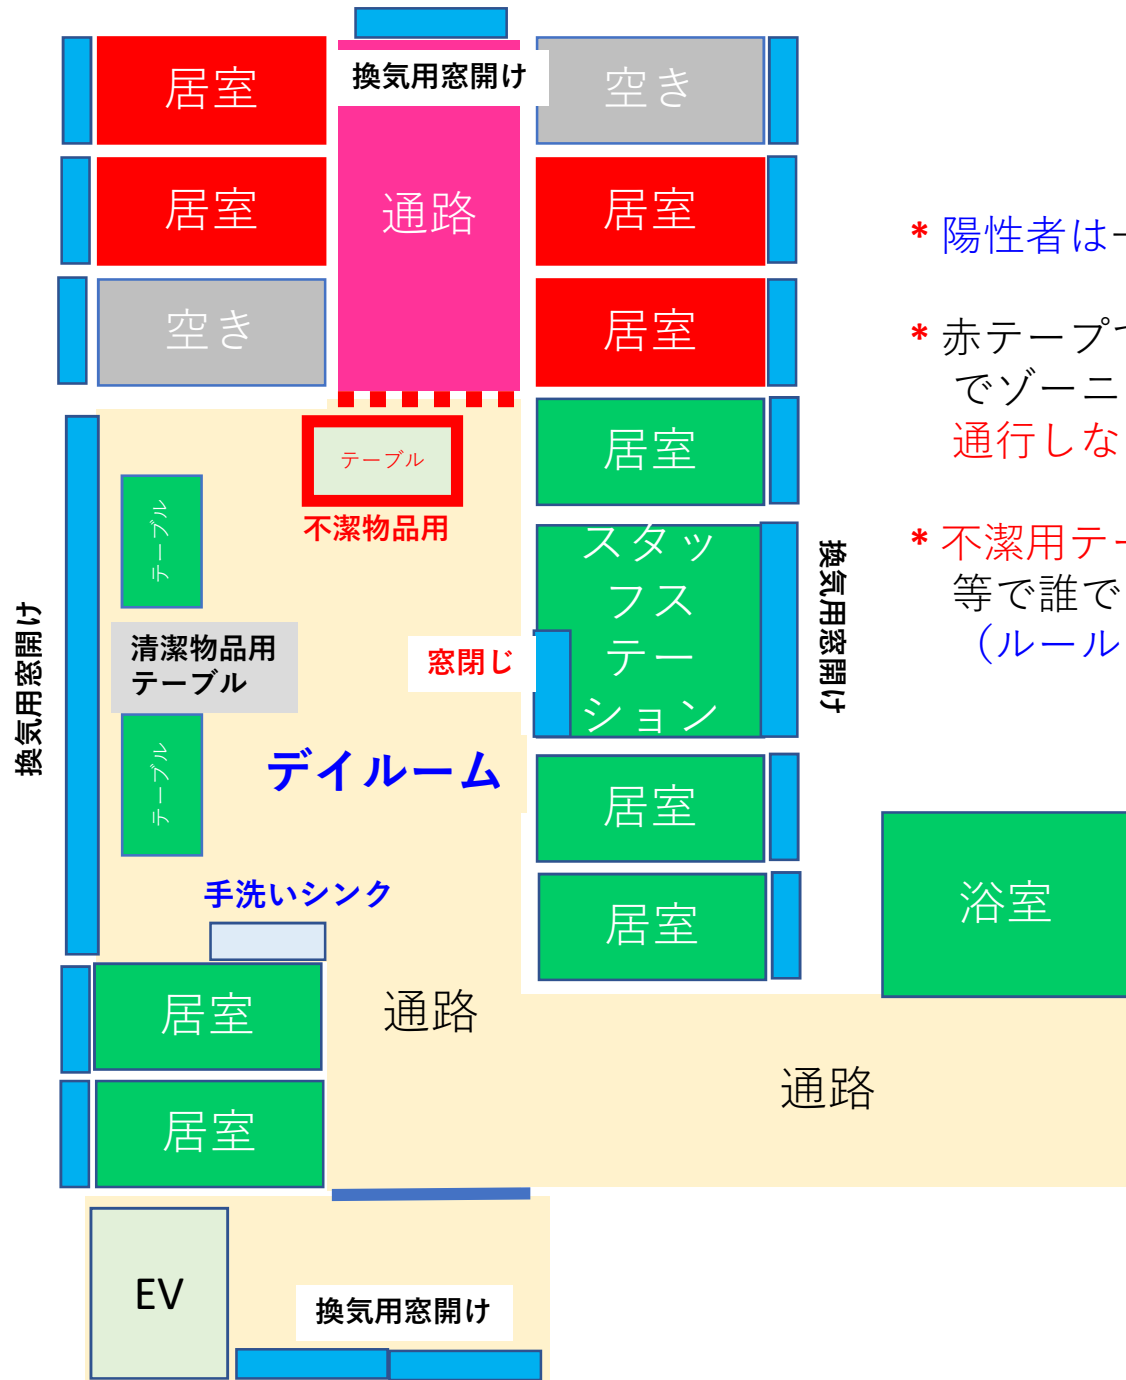 換気用窓開け
居室
空き
居室
通路
居室
空き
居室
* 陽性者は
* 赤テープ
でゾーニ
通行しな
* 不潔用テー
等で誰で
（ルール
テーブル
不潔物品用
居室
テーブル
スタッ
フス
テー
ション
換気用窓開け
換気用窓開け
清潔物品用
テーブル
窓閉じ
テーブル
デイルーム
居室
手洗いシンク
居室
浴室
居室
通路
通路
居室
EV
換気用窓開け